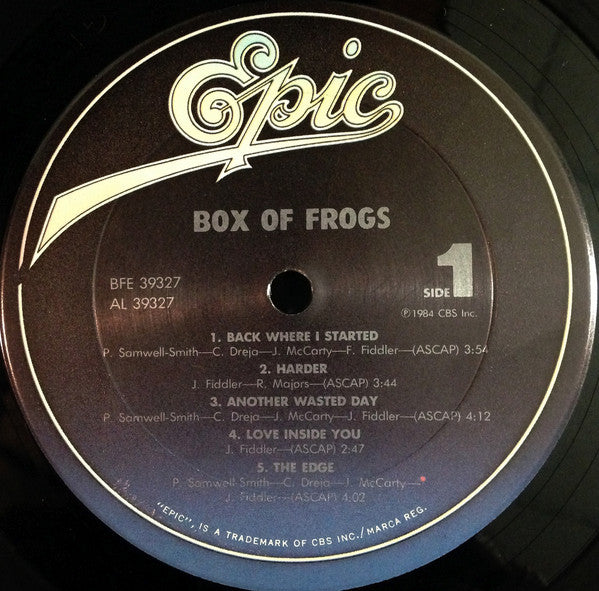 Epic
BOX OF FROGS
BFE 39327
AL 39327
SIDE 1
℗1984 CBS Inc.
1. BACK WHERE I STARTED
P. Samwell-Smith—C. Dreja—J. McCarty—F. Fiddler—(ASCAP) 3:54
2. HARDER
J. Fiddler—R. Majors—(ASCAP) 3:44
3. ANOTHER WASTED DAY
P. Samwell-Smith—C. Dreja—J. McCarty—J. Fiddler—(ASCAP) 4:12
4. LOVE INSIDE YOU
J. Fiddler—(ASCAP) 2:47
5. THE EDGE
P. Samwell-Smith—C. Dreja—J. McCarty—
J. Fiddler—(ASCAP) 4:02
"EPIC", IS A TRADEMARK OF CBS INC./MARCA REG.